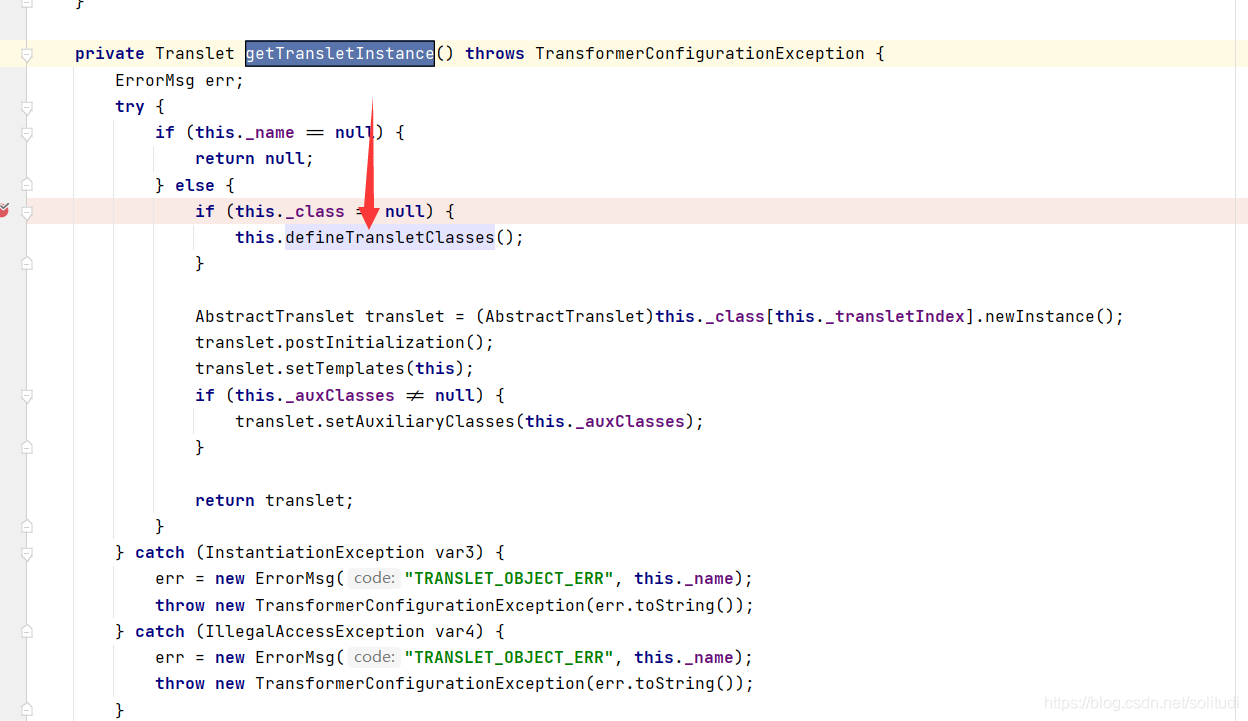 }
private Translet getTransletInstance() throws TransformerConfigurationException {
ErrorMsg err;
try {
if (this._name == null) {
return null;
} else {
if (this._class == null) {
this.defineTransletClasses();
}
AbstractTranslet translet = (AbstractTranslet)this._class[this._transletIndex].newInstance();
translet.postInitialization();
translet.setTemplates(this);
if (this._auxClasses != null) {
translet.setAuxiliaryClasses(this._auxClasses);
}
return translet;
}
} catch (InstantiationException var3) {
err = new ErrorMsg( code: "TRANSLET_OBJECT_ERR", this._name);
throw new TransformerConfigurationException(err.toString());
} catch (IllegalAccessException var4) {
err = new ErrorMsg( code: "TRANSLET_OBJECT_ERR", this._name);
throw new TransformerConfigurationException(err.toString());
}
https://blog.csdn.net/solitudi